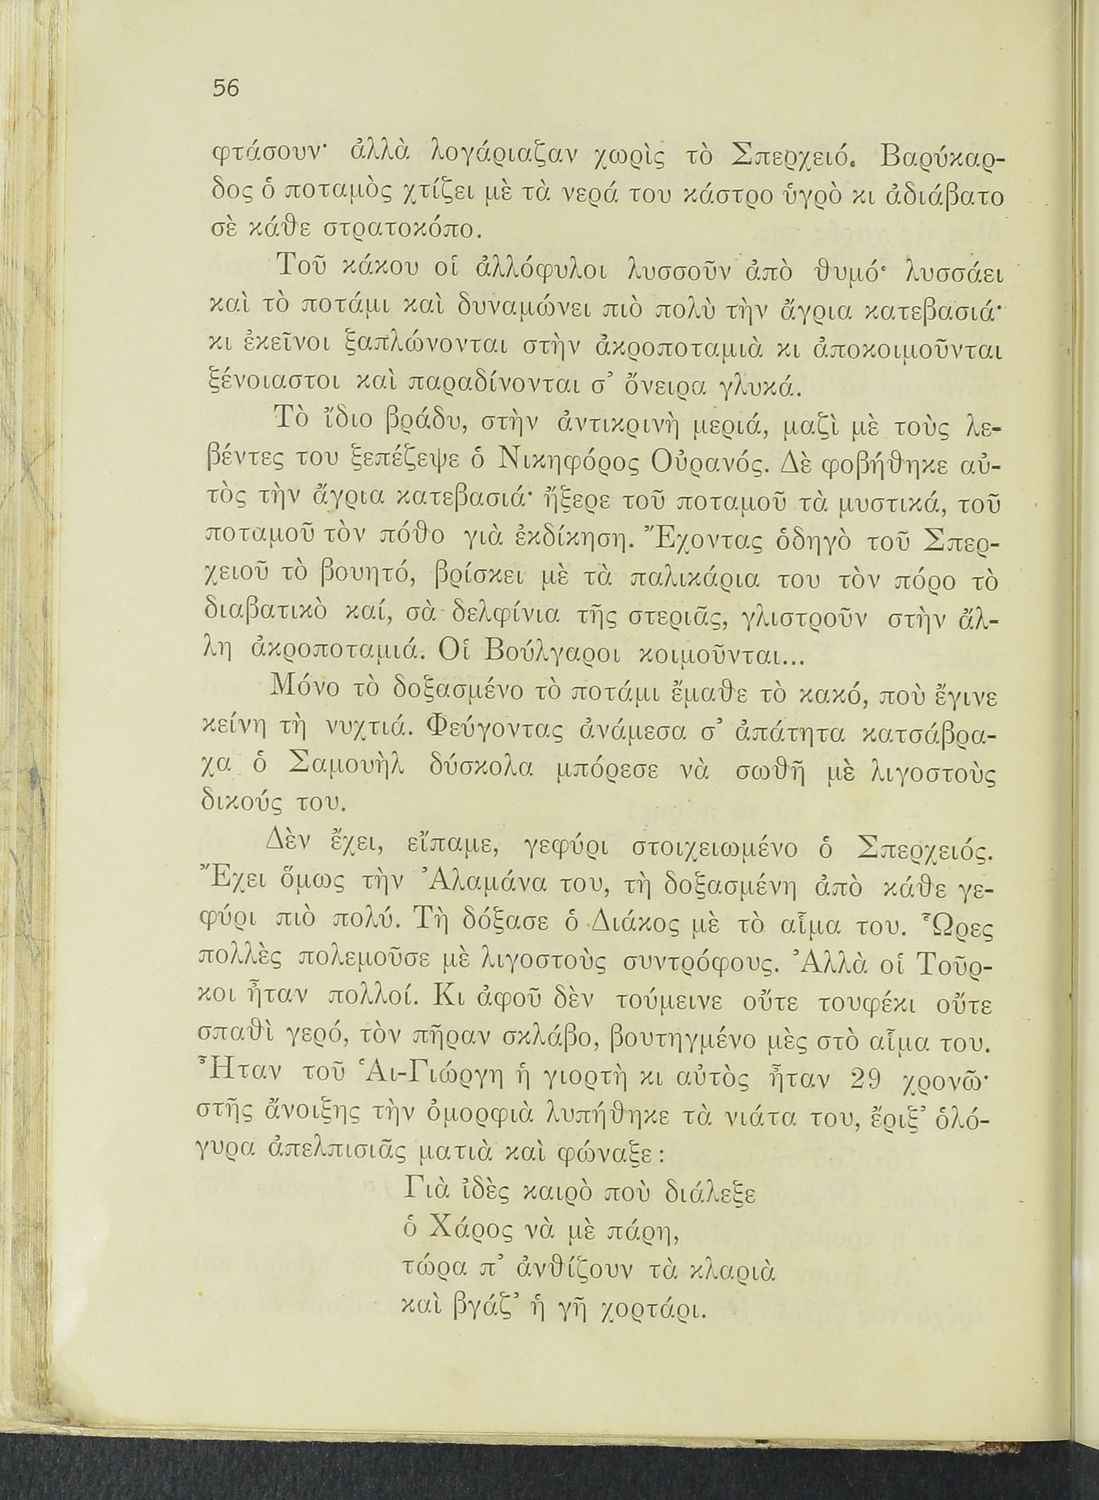 56
φτάσουν· ἀλλὰ λογάριαζαν χωρὶς τὸ Σπερχειό. Βαρύκαρ-
δος ὁ ποταμὸς χτίζει μὲ τὰ νερά του κάστρο ὑγρὸ κι ἀδιάβατο
σὲ κάθε στρατοκόπο.
Τοῦ κάκου οἱ ἀλλόφυλοι λυσσοῦν ἀπὸ θυμό· λυσσάει
καὶ τὸ ποτάμι καὶ δυναμώνει πιὸ πολὺ τὴν ἄγρια κατεβασιά·
κι ἐκεῖνοι ξαπλώνονται στὴν ἀκροποταμιὰ κι ἀποκοιμοῦνται
ξένοιαστοι καὶ παραδίνονται σ’ ὄνειρα γλυκά.
Τὸ ἴδιο βράδυ, στὴν ἀντικρινὴ μεριά, μαζὶ μὲ τοὺς λε-
βέντες του ξεπέζεψε ὁ Νικηφόρος Οὐρανός. Δὲ φοβήθηκε αὐ-
τὸς τὴν ἄγρια κατεβασιά· ἤξερε τοῦ ποταμοῦ τὰ μυστικά, τοῦ
ποταμοῦ τὸν πόθο γιὰ ἐκδίκηση. Ἔχοντας ὁδηγὸ τοῦ Σπερ-
χειοῦ τὸ βουητό, βρίσκει μὲ τὰ παλικάρια του τὸν πόρο τὸ
διαβατικὸ καί, σὰ δελφίνια τῆς στεριᾶς, γλιστροῦν στὴν ἄλ-
λη ἀκροποταμιά. Οἱ Βούλγαροι κοιμοῦνται...
Μόνο τὸ δοξασμένο τὸ ποτάμι ἔμαθε τὸ κακό, ποὺ ἔγινε
κείνη τὴ νυχτιά. Φεύγοντας ἀνάμεσα σ’ ἀπάτητα κατσάβρα-
χα ὁ Σαμουὴλ δύσκολα μπόρεσε νὰ σωθῆ μὲ λιγοστοὺς
δικούς του.
Δὲν ἔχει, εἴπαμε, γεφύρι στοιχειωμένο ὁ Σπερχειός.
Ἔχει ὅμως τὴν Ἀλαμάνα του, τὴ δοξασμένη ἀπὸ κάθε γε-
φύρι πιὸ πολύ. Τὴ δόξασε ὁ Διάκος μὲ τὸ αἷμα του. Ὧρες
πολλὲς πολεμοῦσε μὲ λιγοστοὺς συντρόφους. Ἀλλὰ οἱ Τοῦρ-
κοι ἦταν πολλοί. Κι ἀφοῦ δὲν τούμεινε οὔτε τουφέκι οὔτε
σπαθὶ γερό, τὸν πῆραν σκλάβο, βουτηγμένο μὲς στὸ αἷμα του.
Ἦταν τοῦ Ἁι-Γιώργη ἡ γιορτὴ κι αὐτὸς ἦταν 29 χρονῶ·
στῆς ἄνοιξης τὴν ὀμορφιὰ λυπήθηκε τὰ νιάτα του, ἔριξ’ ὁλό-
γυρα ἀπελπισιᾶς ματιὰ καὶ φώναξε:
Γιὰ ἰδὲς καιρὸ ποὺ διάλεξε
ὁ Χάρος νὰ μὲ πάρη,
τώρα π’ ἀνθίζουν τὰ κλαριὰ
καὶ βγάζ’ ἡ γῆ χορτάρι.